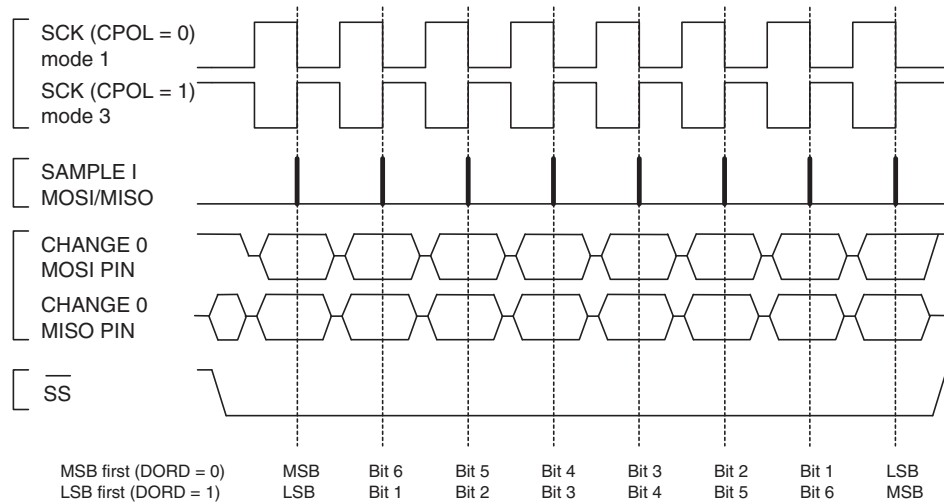 SCK (CPOL = 0)
mode 1
SCK (CPOL = 1)
mode 3
SAMPLE I
MOSI/MISO
CHANGE 0
MOSI PIN
CHANGE 0
MISO PIN
SS
MSB first (DORD = 0) MSB Bit 6 Bit 5 Bit 4 Bit 3 Bit 2 Bit 1 LSB
LSB first (DORD = 1) LSB Bit 1 Bit 2 Bit 3 Bit 4 Bit 5 Bit 6 MSB